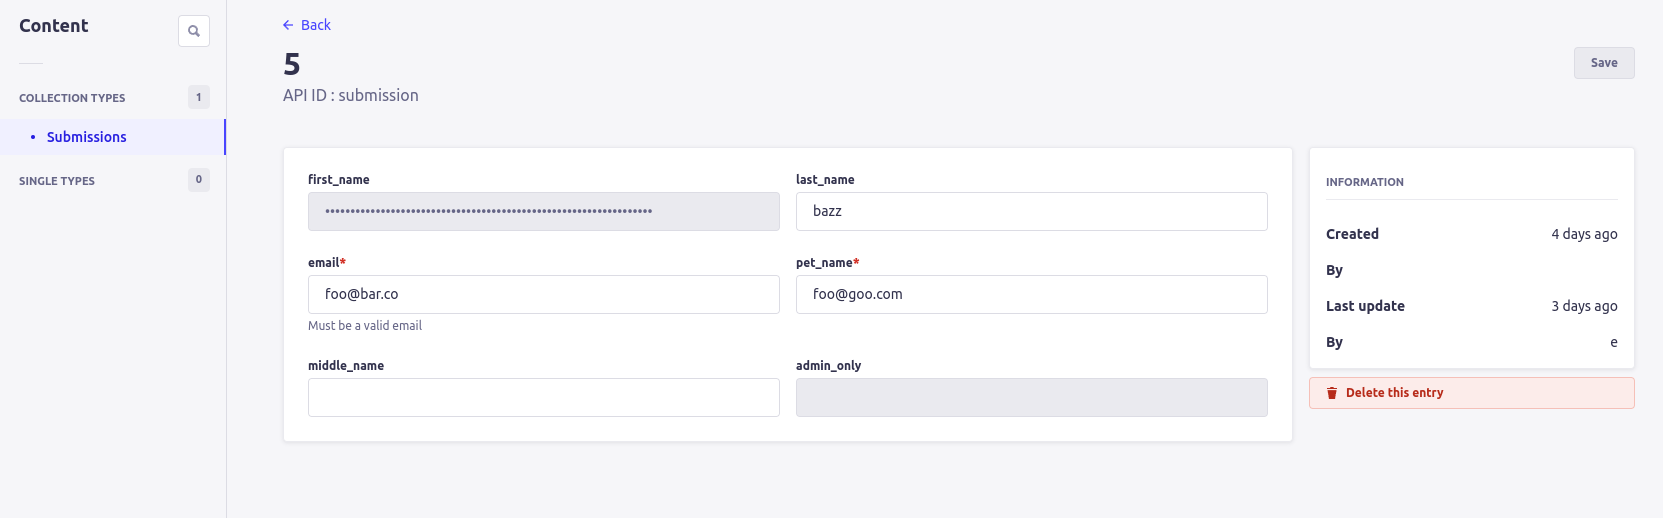 Content
COLLECTION TYPES 1
• Submissions
SINGLE TYPES 0
← Back
5
API ID : submission
Save
first_name
last_name
bazz
email*
foo@bar.co
Must be a valid email
pet_name*
foo@goo.com
middle_name
admin_only
INFORMATION
Created 4 days ago
By
Last update 3 days ago
By e
Delete this entry